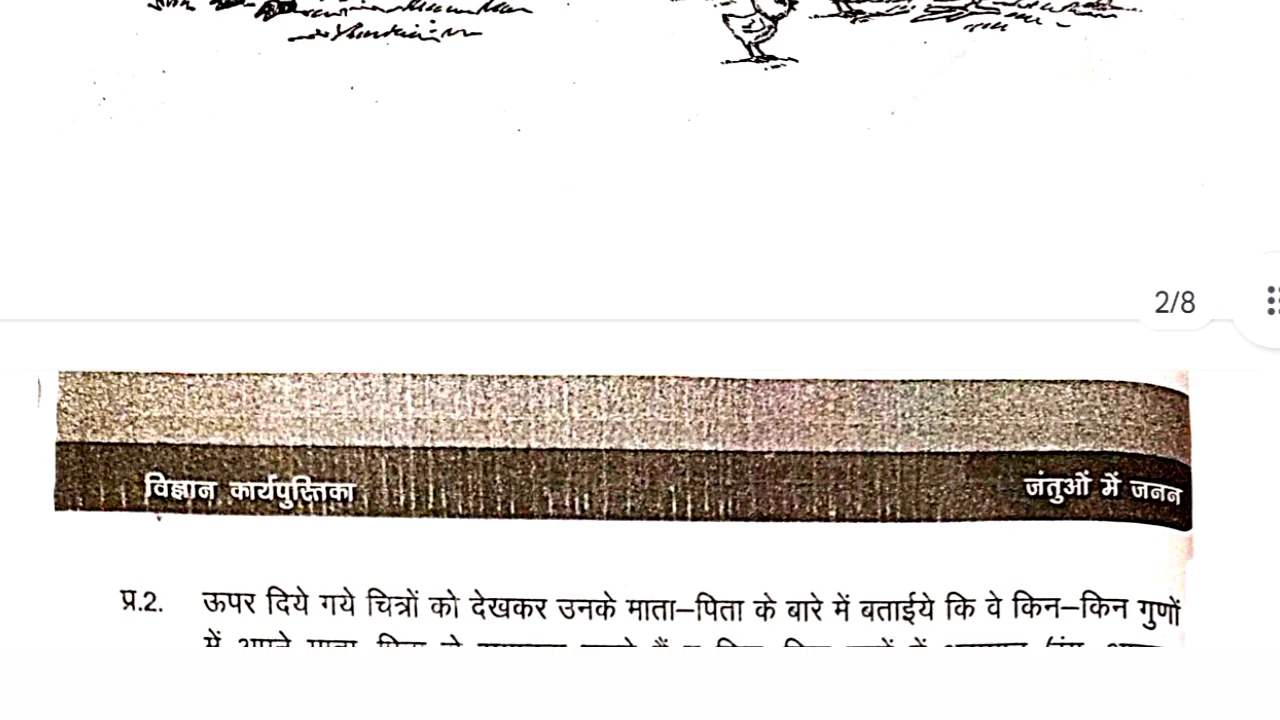 2/8
विज्ञान कार्यपुस्तिका
जंतुओं में जनन
प्र.2. ऊपर दिये गये चित्रों को देखकर उनके माता–पिता के बारे में बताईये कि वे किन–किन गुणों